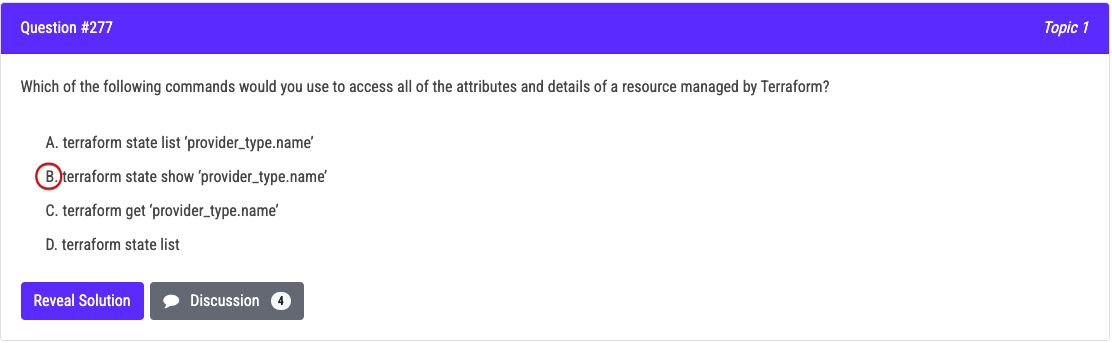 Question #277
Topic 1
Which of the following commands would you use to access all of the attributes and details of a resource managed by Terraform?
A. terraform state list ‘provider_type.name’
B. terraform state show ‘provider_type.name’
C. terraform get ‘provider_type.name’
D. terraform state list
Reveal Solution
Discussion 4